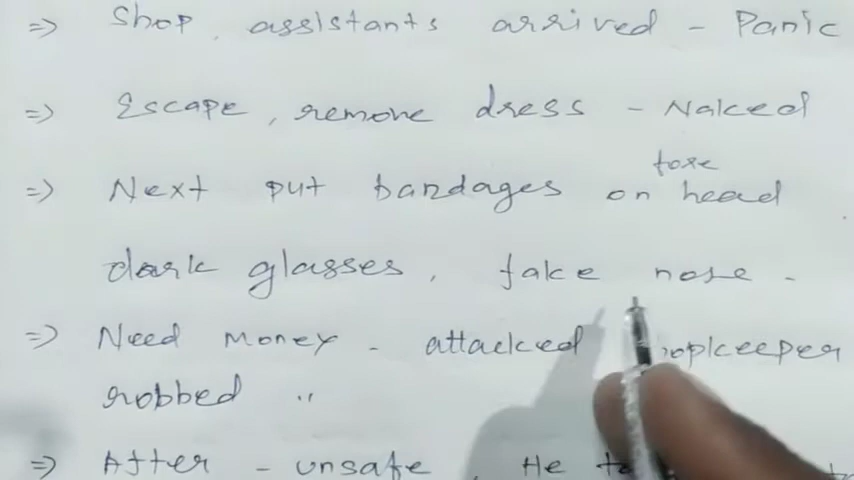 => Shop, assistants arrived - Panic
=> Escape, remove dress - Naked
=> Next put bandages on fore head
dark glasses, fake nose -
=> Need Money - attacked
robbed "
=> After - unsafe, He